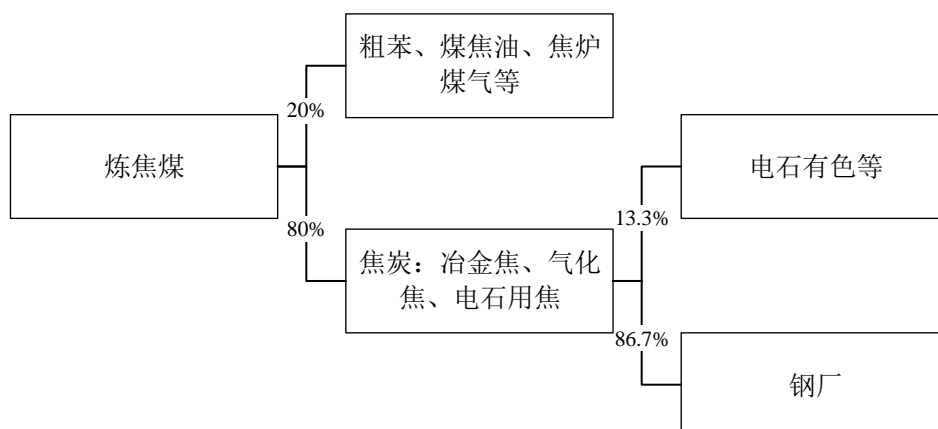 粗苯、煤焦油、焦炉
煤气等
20%
炼焦煤
电石有色等
80%
13.3%
焦炭：冶金焦、气化
焦、电石用焦
86.7%
钢厂